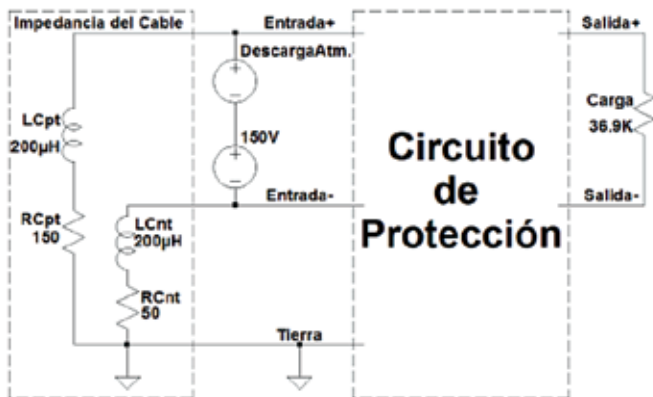 Impedancia del Cable
Entrada+
Salida+
DescargaAtm.
LCpt
200µH
Carga
36.9K
150V
Circuito
de
Protección
Entrada-
Salida-
RCpt
150
LCnt
200µH
RCnt
50
Tierra